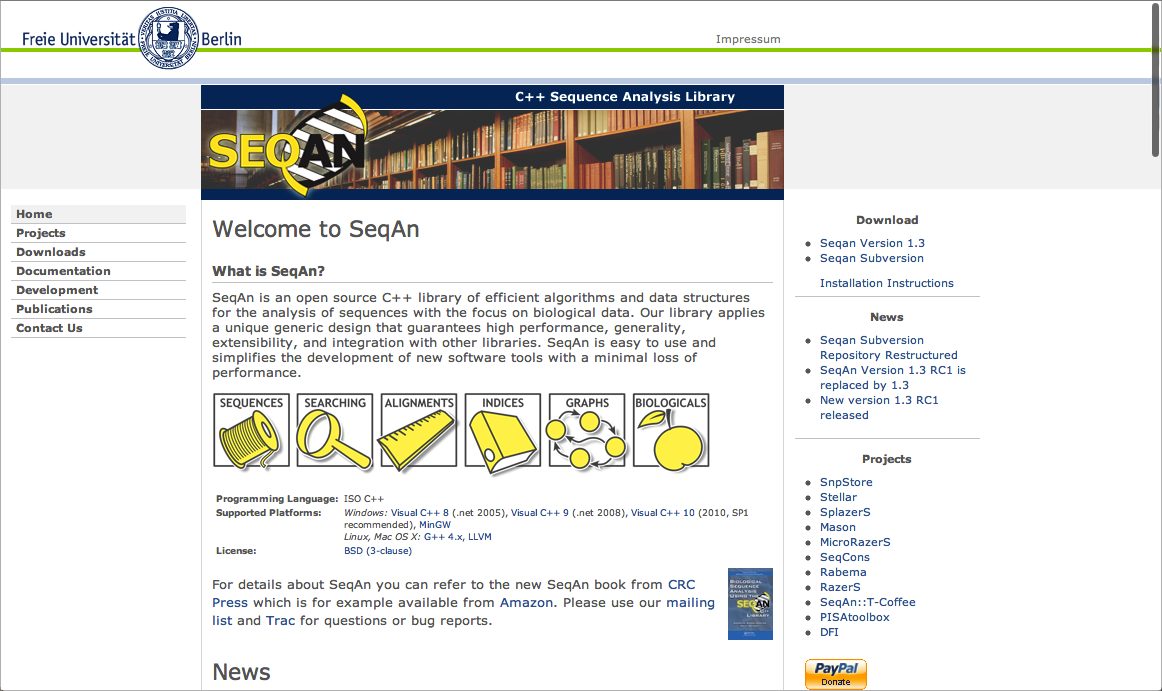 Freie Universität Berlin
Impressum
C++ Sequence Analysis Library
SEQAN
Home
Projects
Downloads
Documentation
Development
Publications
Contact Us
Welcome to SeqAn
What is SeqAn?
SeqAn is an open source C++ library of efficient algorithms and data structures
for the analysis of sequences with the focus on biological data. Our library applies
a unique generic design that guarantees high performance, generality,
extensibility, and integration with other libraries. SeqAn is easy to use and
simplifies the development of new software tools with a minimal loss of
performance.
SEQUENCES SEARCHING ALIGNMENTS INDICES GRAPHS BIOLOGICALS
Programming Language: ISO C++
Supported Platforms: Windows: Visual C++ 8 (.net 2005), Visual C++ 9 (.net 2008), Visual C++ 10 (2010, SP1
recommended), MinGW
Linux, Mac OS X: G++ 4.x, LLVM
License: BSD (3-clause)
For details about SeqAn you can refer to the new SeqAn book from CRC
Press which is for example available from Amazon. Please use our mailing
list and Trac for questions or bug reports.
BIOLOGICAL
SEQUENCE
ANALYSIS
USING THE
SEQAN
LIBRARY
News
Download
Seqan Version 1.3
Seqan Subversion
Installation Instructions
News
Seqan Subversion
Repository Restructured
SeqAn Version 1.3 RC1 is
replaced by 1.3
New version 1.3 RC1
released
Projects
SnpStore
Stellar
SplazerS
Mason
MicroRazerS
SeqCons
Rabema
RazerS
SeqAn::T-Coffee
PISAtoolbox
DFI
PayPal
Donate